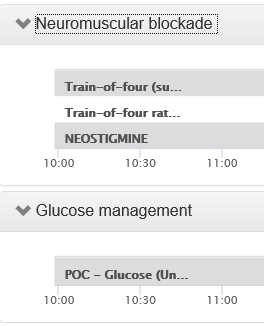 Neuromuscular blockade
Train-of-four (su...
Train-of-four rat...
NEOSTIGMINE
10:00 10:30 11:00
Glucose management
POC - Glucose (Un...
10:00 10:30 11:00